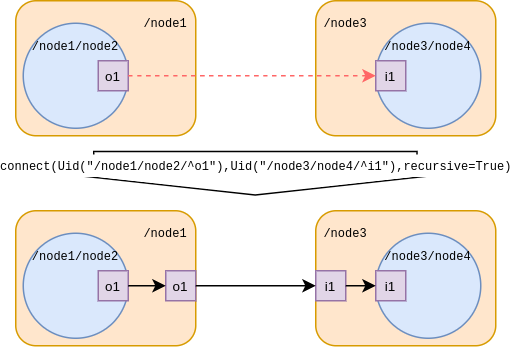 /node1
/node3
/node1/node2
/node3/node4
o1
i1
connect(Uid("/node1/node2/^o1"),Uid("/node3/node4/^i1"),recursive=True)
/node1
/node3
/node1/node2
/node3/node4
o1
o1
i1
i1